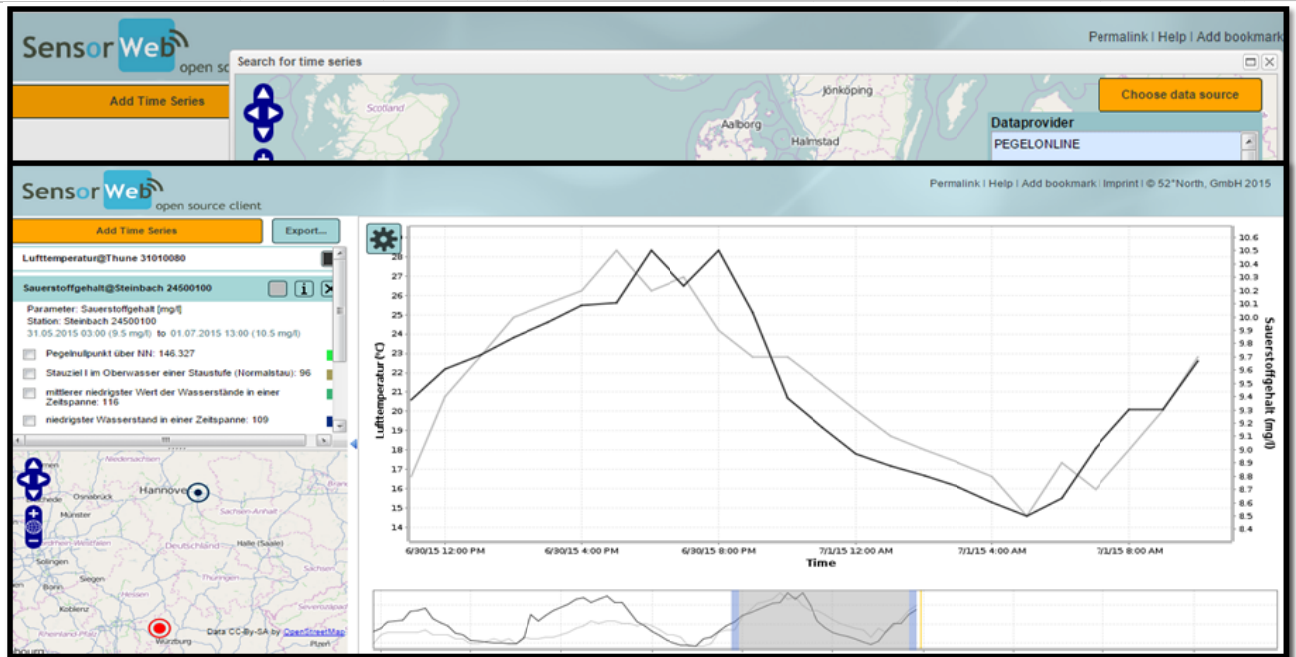 Sensor Web
open sc
Permalink | Help | Add bookmark
Search for time series
Add Time Series
Scotland
Jönköping
Aalborg
Halmstad
Choose data source
Dataprovider
PEGELONLINE
Sensor Web
open source client
Permalink | Help | Add bookmark | Imprint | © 52°North, GmbH 2015
Add Time Series
Export...
Lufttemperatur@Thune 31010080
Sauerstoffgehalt@Steinbach 24500100
Parameter: Sauerstoffgehalt [mg/l]
Station: Steinbach 24500100
31.05.2015 03:00 (9.5 mg/l) to 01.07.2015 13:00 (10.5 mg/l)
Pegelnullpunkt über NN: 146.327
Stauziel I im Oberwasser einer Staustufe (Normalstau): 96
mittlerer niedrigster Wert der Wasserstände in einer
Zeitspanne: 116
niedrigster Wasserstand in einer Zeitspanne: 109
Niedersachsen
Osnabrück
Hannove
Münster
Sachsen-Anhalt
Deutschland
Halle (Saale)
Solingen
Sachsen
Bonn
Siegen
Hessen
Thüringen
Koblenz
Rheinland-Pfalz
Würzburg
Plzeň
Data CC-By-SA by OpenStreetMap
Lufttemperatur (°C)
28
27
26
25
24
23
22
21
20
19
18
17
16
15
14
10.6
10.5
10.4
10.3
10.2
10.1
10.0
9.9
9.8
9.7
9.6
9.5
9.4
9.3
9.2
9.1
9.0
8.9
8.8
8.7
8.6
8.5
8.4
Sauerstoffgehalt (mg/l)
6/30/15 12:00 PM
6/30/15 4:00 PM
6/30/15 8:00 PM
7/1/15 12:00 AM
7/1/15 4:00 AM
7/1/15 8:00 AM
Time